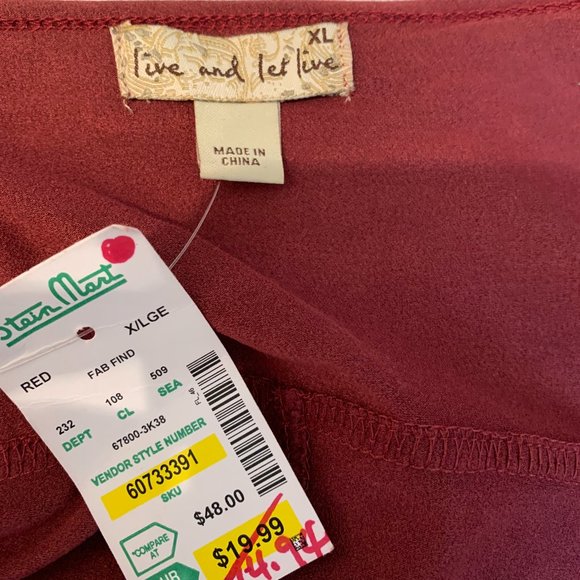 XL
live and let live
MADE IN
CHINA
Stein Mart
RED
X/LGE
FAB FIND
232 108 509
DEPT CL SEA
67800-3K38
VENDOR STYLE NUMBER
60733391
SKU
$48.00
*COMPARE
AT
$19.99
14.94